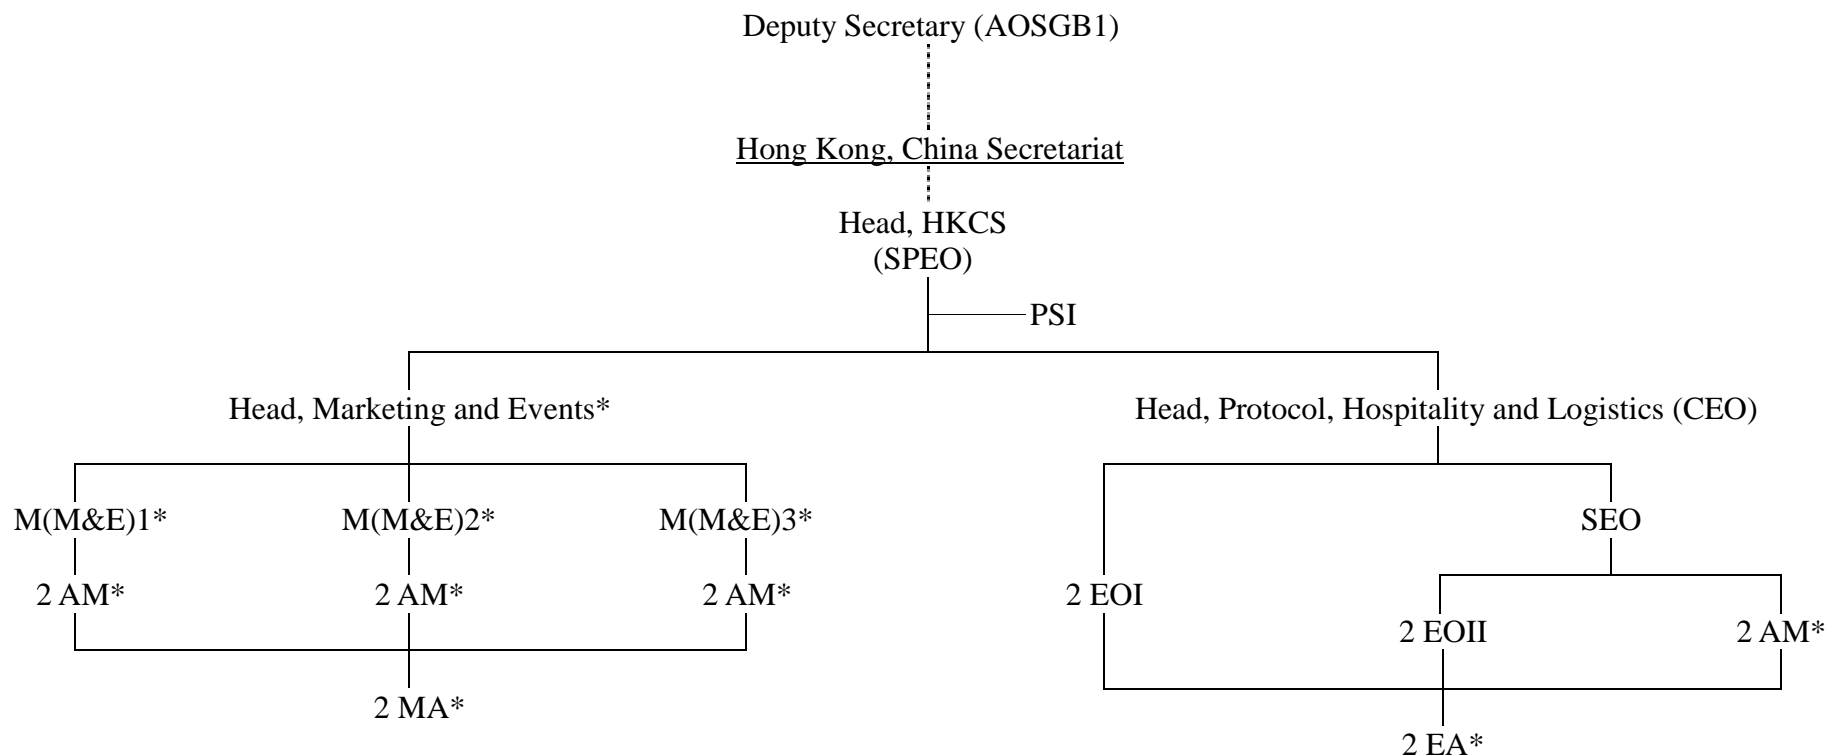 Deputy Secretary (AOSGB1)
Hong Kong, China Secretariat
Head, HKCS
(SPEO)
PSI
Head, Marketing and Events*
Head, Protocol, Hospitality and Logistics (CEO)
M(M&E)1*
M(M&E)2*
M(M&E)3*
SEO
2 AM*
2 AM*
2 AM*
2 EOI
2 EOII
2 AM*
2 MA*
2 EA*